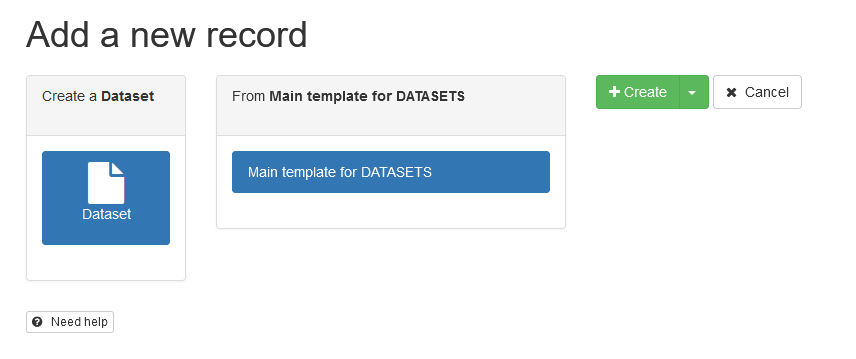 Add a new record
Create a Dataset
Dataset
From Main template for DATASETS
Main template for DATASETS
Create
Cancel
Need help